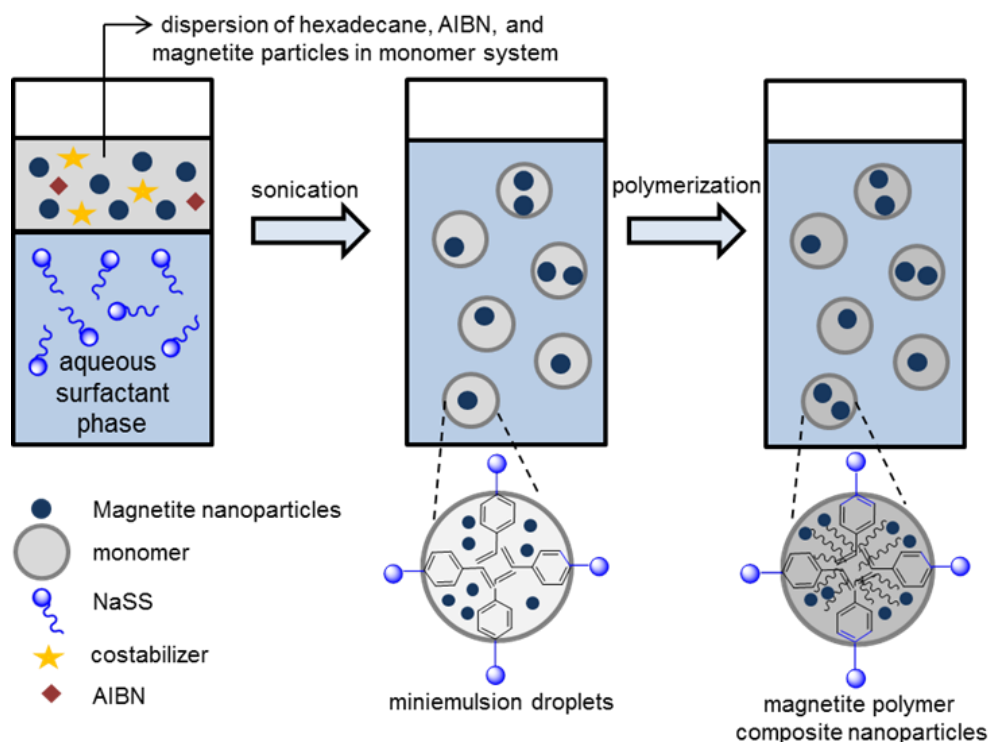 dispersion of hexadecane, AIBN, and
magnetite particles in monomer system
sonication
polymerization
aqueous
surfactant
phase
Magnetite nanoparticles
monomer
NaSS
costabilizer
AIBN
miniemulsion droplets
magnetite polymer
composite nanoparticles